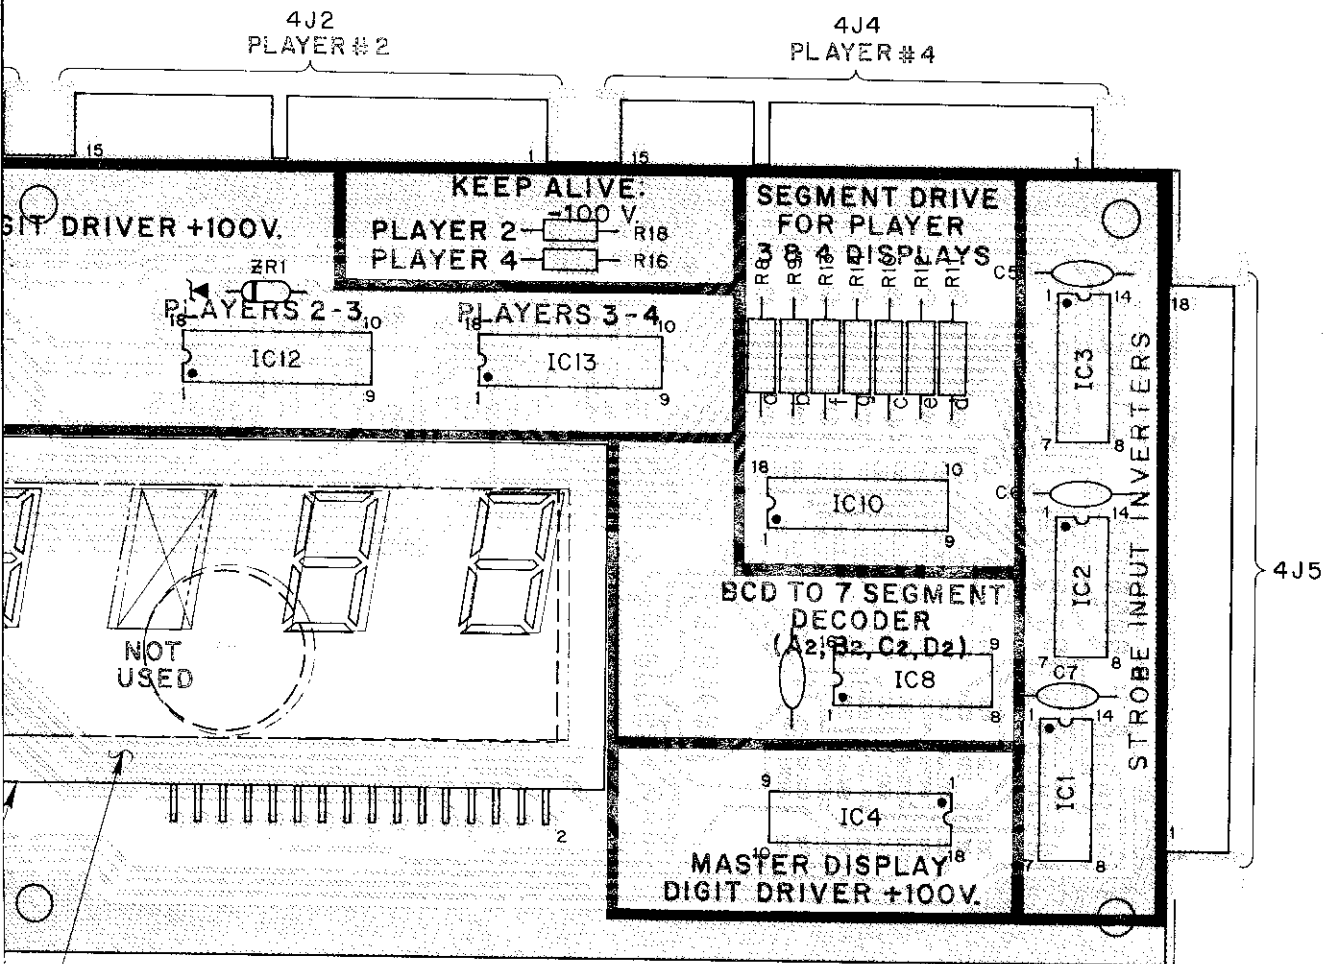 4J2
PLAYER #2
4J4
PLAYER #4
15
1
15
1
KEEP ALIVE.
-100 V.
PLAYER 2
R18
PLAYER 4
R16
GIT DRIVER +100V.
ZR1
PLAYERS 2-3
18
10
IC12
1
9
PLAYERS 3-4
18
10
IC13
1
9
SEGMENT DRIVE
FOR PLAYER
3 & 4 DISPLAYS
a
b
f
g
c
e
d
18
10
IC10
1
9
C5
1
14
IC3
7
8
1
14
IC2
7
8
C7
1
14
IC1
7
8
STROBE INPUT INVERTERS
18
1
4J5
BCD TO 7 SEGMENT
DECODER
(A2, B2, C2, D2)
16
9
IC8
1
8
NOT
USED
2
9
1
IC4
10
18
MASTER DISPLAY
DIGIT DRIVER +100V.